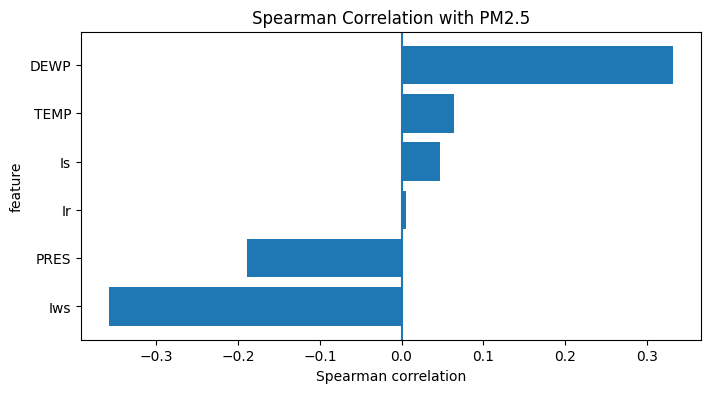 Spearman Correlation with PM2.5
feature
DEWP
TEMP
Is
Ir
PRES
Iws
−0.3 −0.2 −0.1 0.0 0.1 0.2 0.3
Spearman correlation